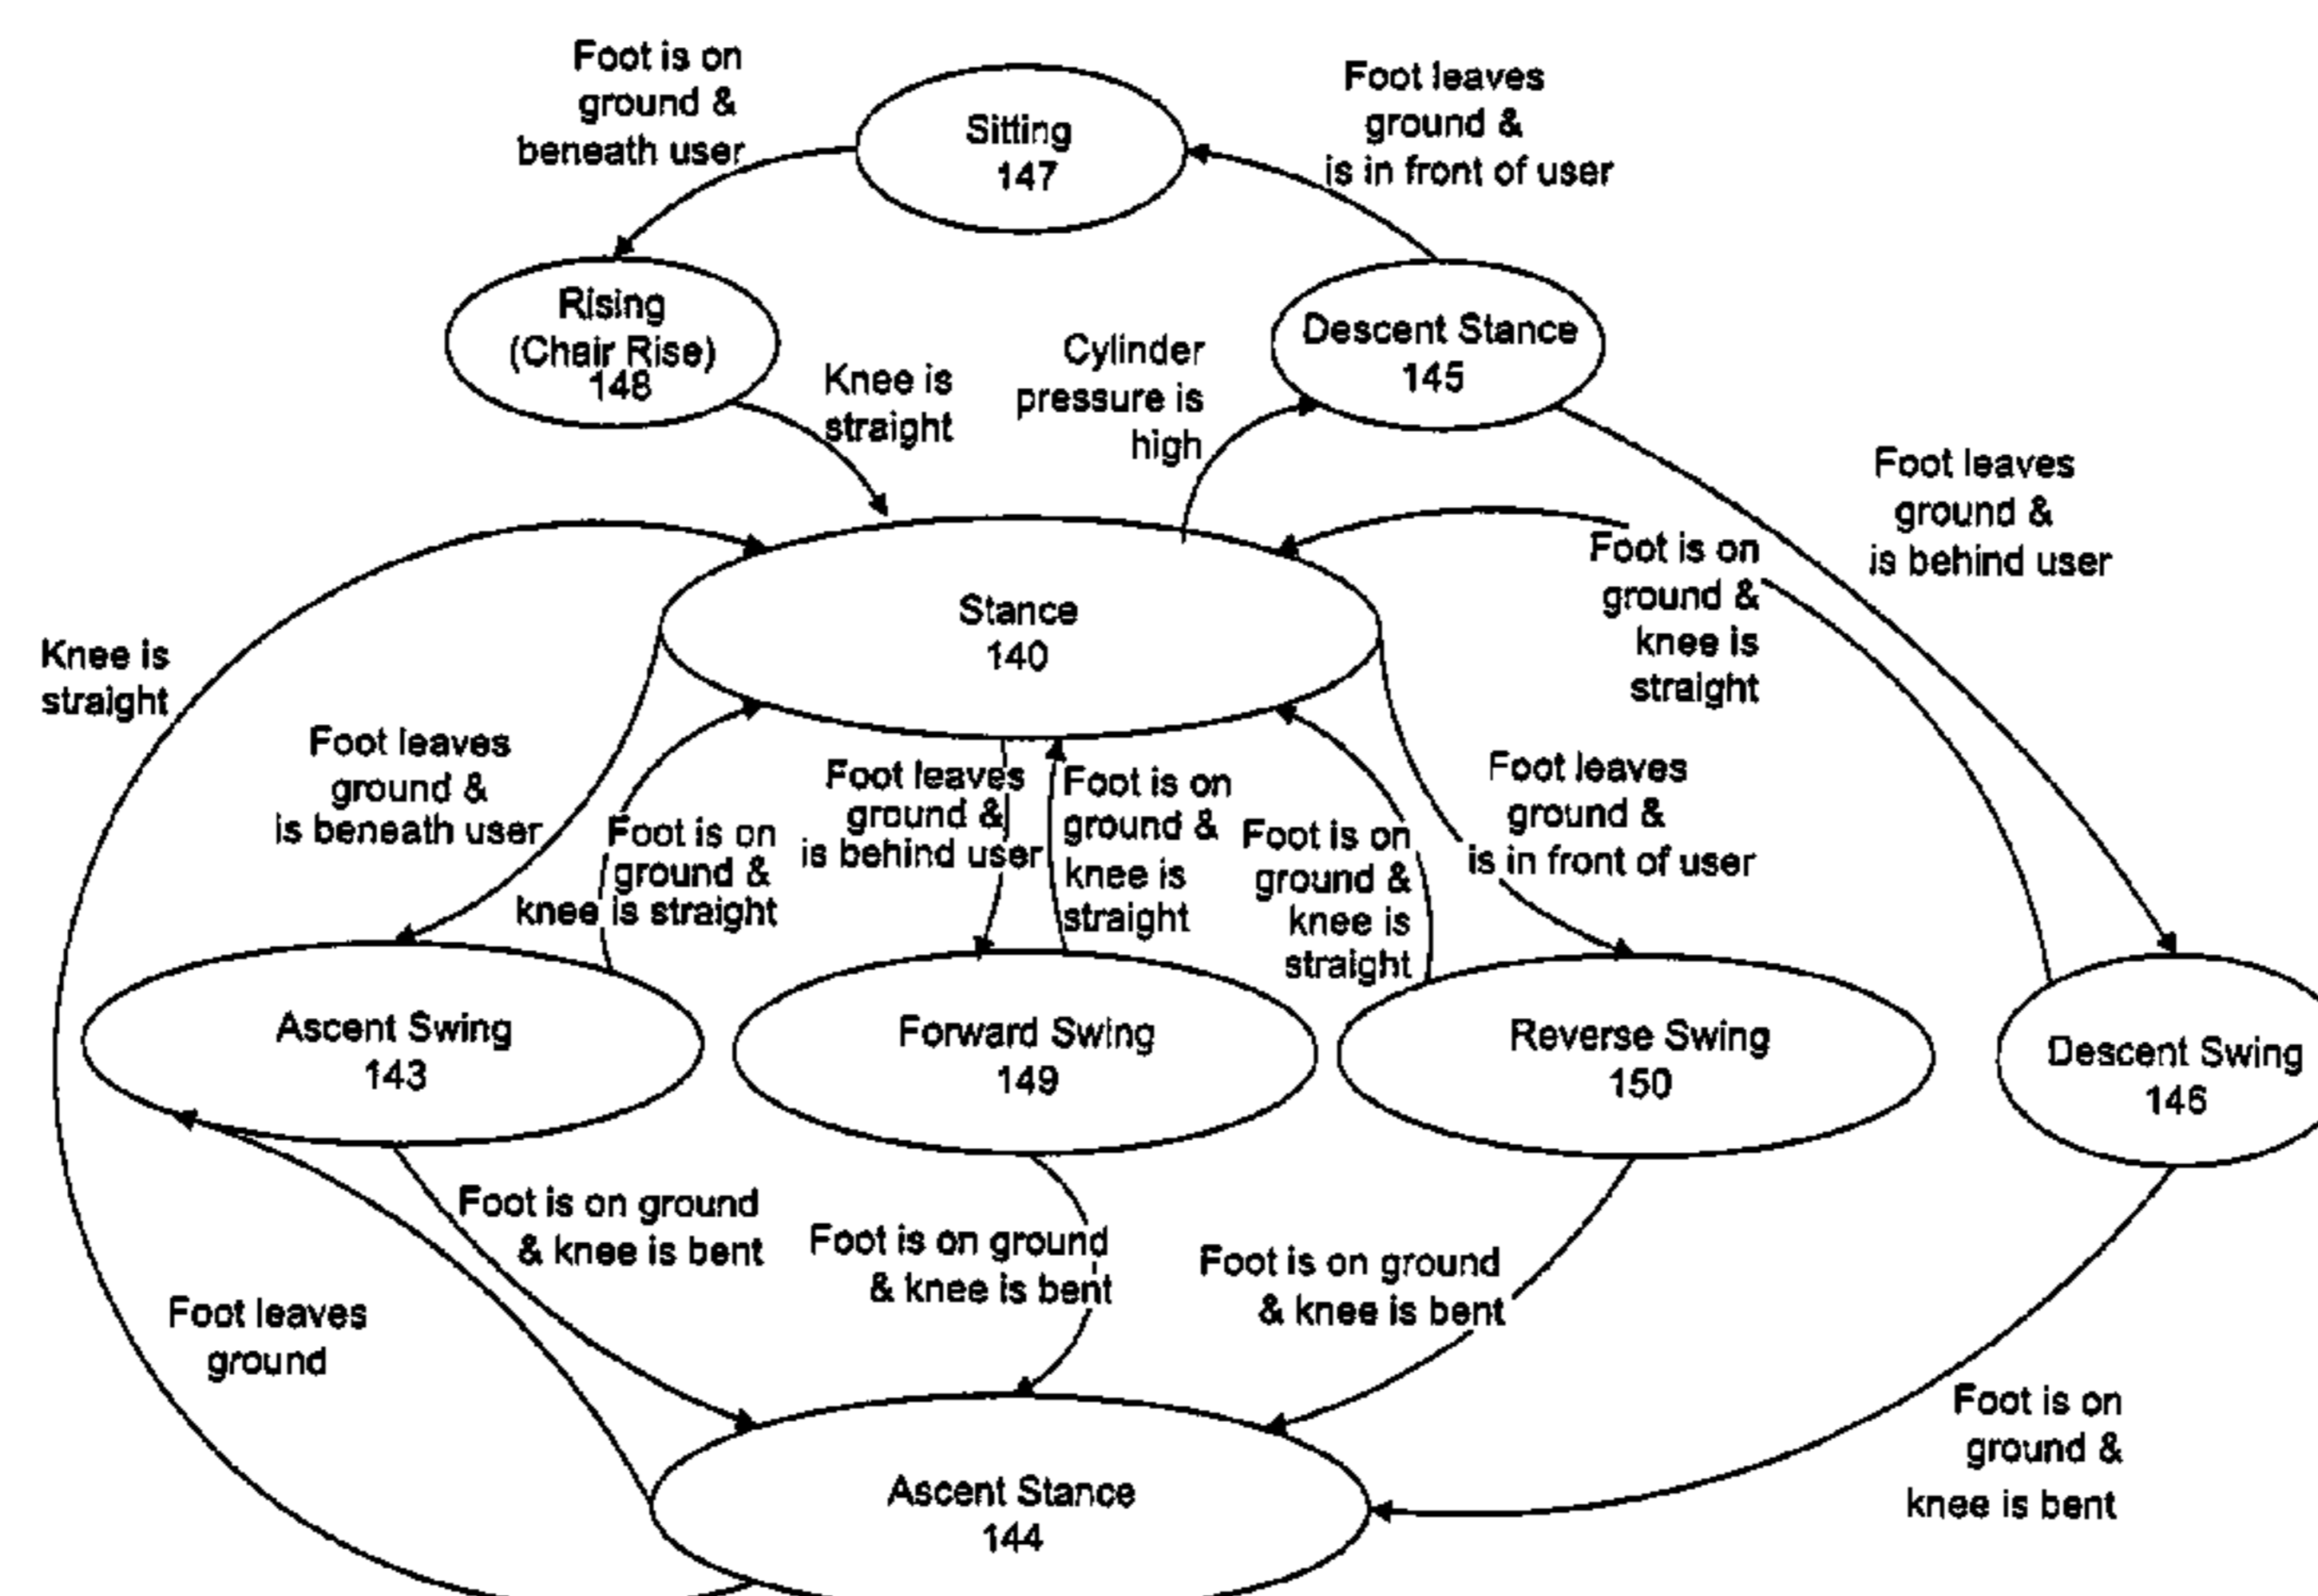 Foot is on
ground &
beneath user
Sitting
147
Foot leaves
ground &
is in front of user
Rising
(Chair Rise)
148
Knee is
straight
Cylinder
pressure is
high
Descent Stance
145
Foot leaves
ground &
is behind user
Foot is on
ground &
knee is
straight
Stance
140
Knee is
straight
Foot leaves
ground &
is beneath user
Foot is on
ground &
knee is straight
Foot leaves
ground &
is behind user
Foot is on
ground &
knee is
straight
Foot is on
ground &
knee is
straight
Foot leaves
ground &
is in front of user
Ascent Swing
143
Forward Swing
149
Reverse Swing
150
Descent Swing
146
Foot leaves
ground
Foot is on ground
& knee is bent
Foot is on ground
& knee is bent
Foot is on ground
& knee is bent
Foot is on
ground &
knee is bent
Ascent Stance
144